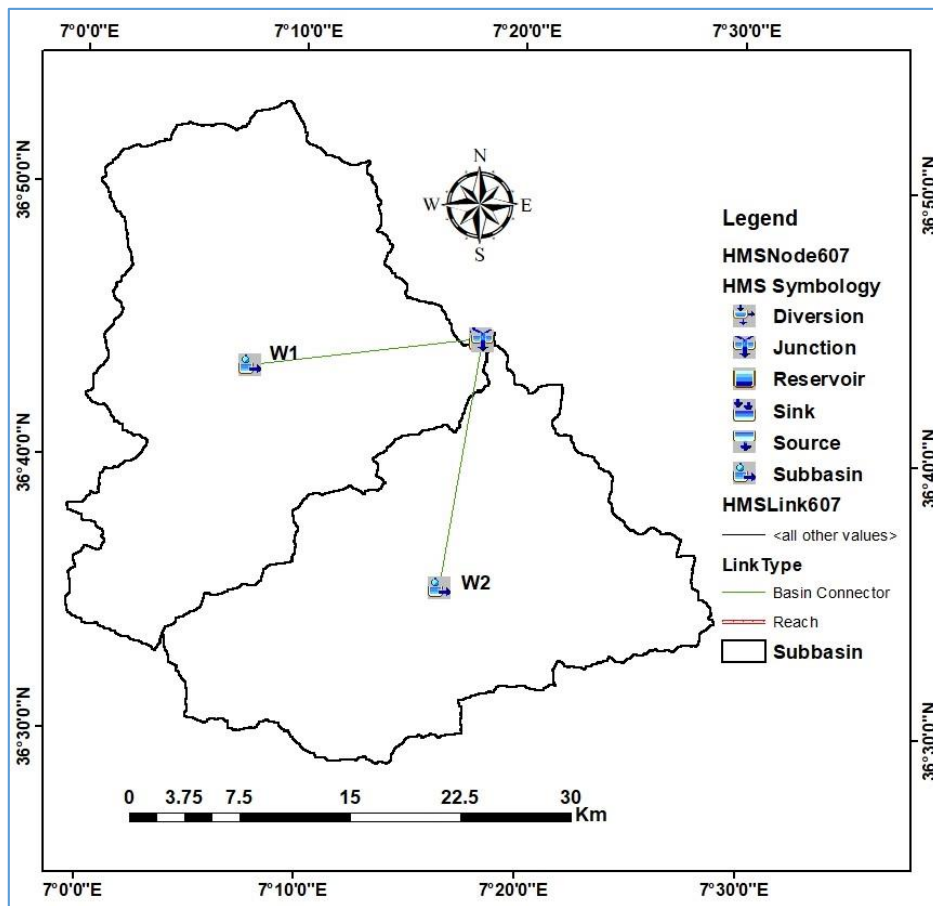 7°0'0"E 7°10'0"E 7°20'0"E 7°30'0"E
36°50'0"N
36°50'0"N
N
W E
S
Legend
HMSNode607
HMS Symbology
Diversion
Junction
Reservoir
Sink
Source
Subbasin
HMSLink607
<all other values>
LinkType
Basin Connector
Reach
Subbasin
W1
36°40'0"N
36°40'0"N
W2
36°30'0"N
36°30'0"N
0 3.75 7.5 15 22.5 30
Km
7°0'0"E 7°10'0"E 7°20'0"E 7°30'0"E